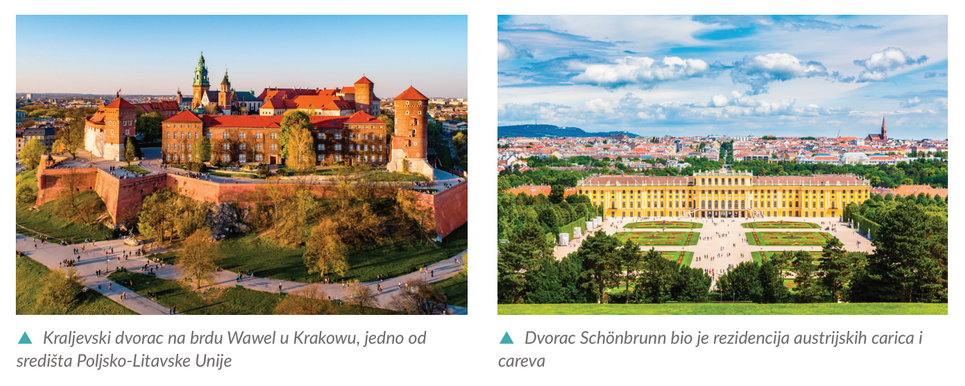 ▲ Kraljevski dvorac na brdu Wawel u Krakowu, jedno od
središta Poljsko-Litavske Unije
▲ Dvorac Schönbrunn bio je rezidencija austrijskih carica i
careva